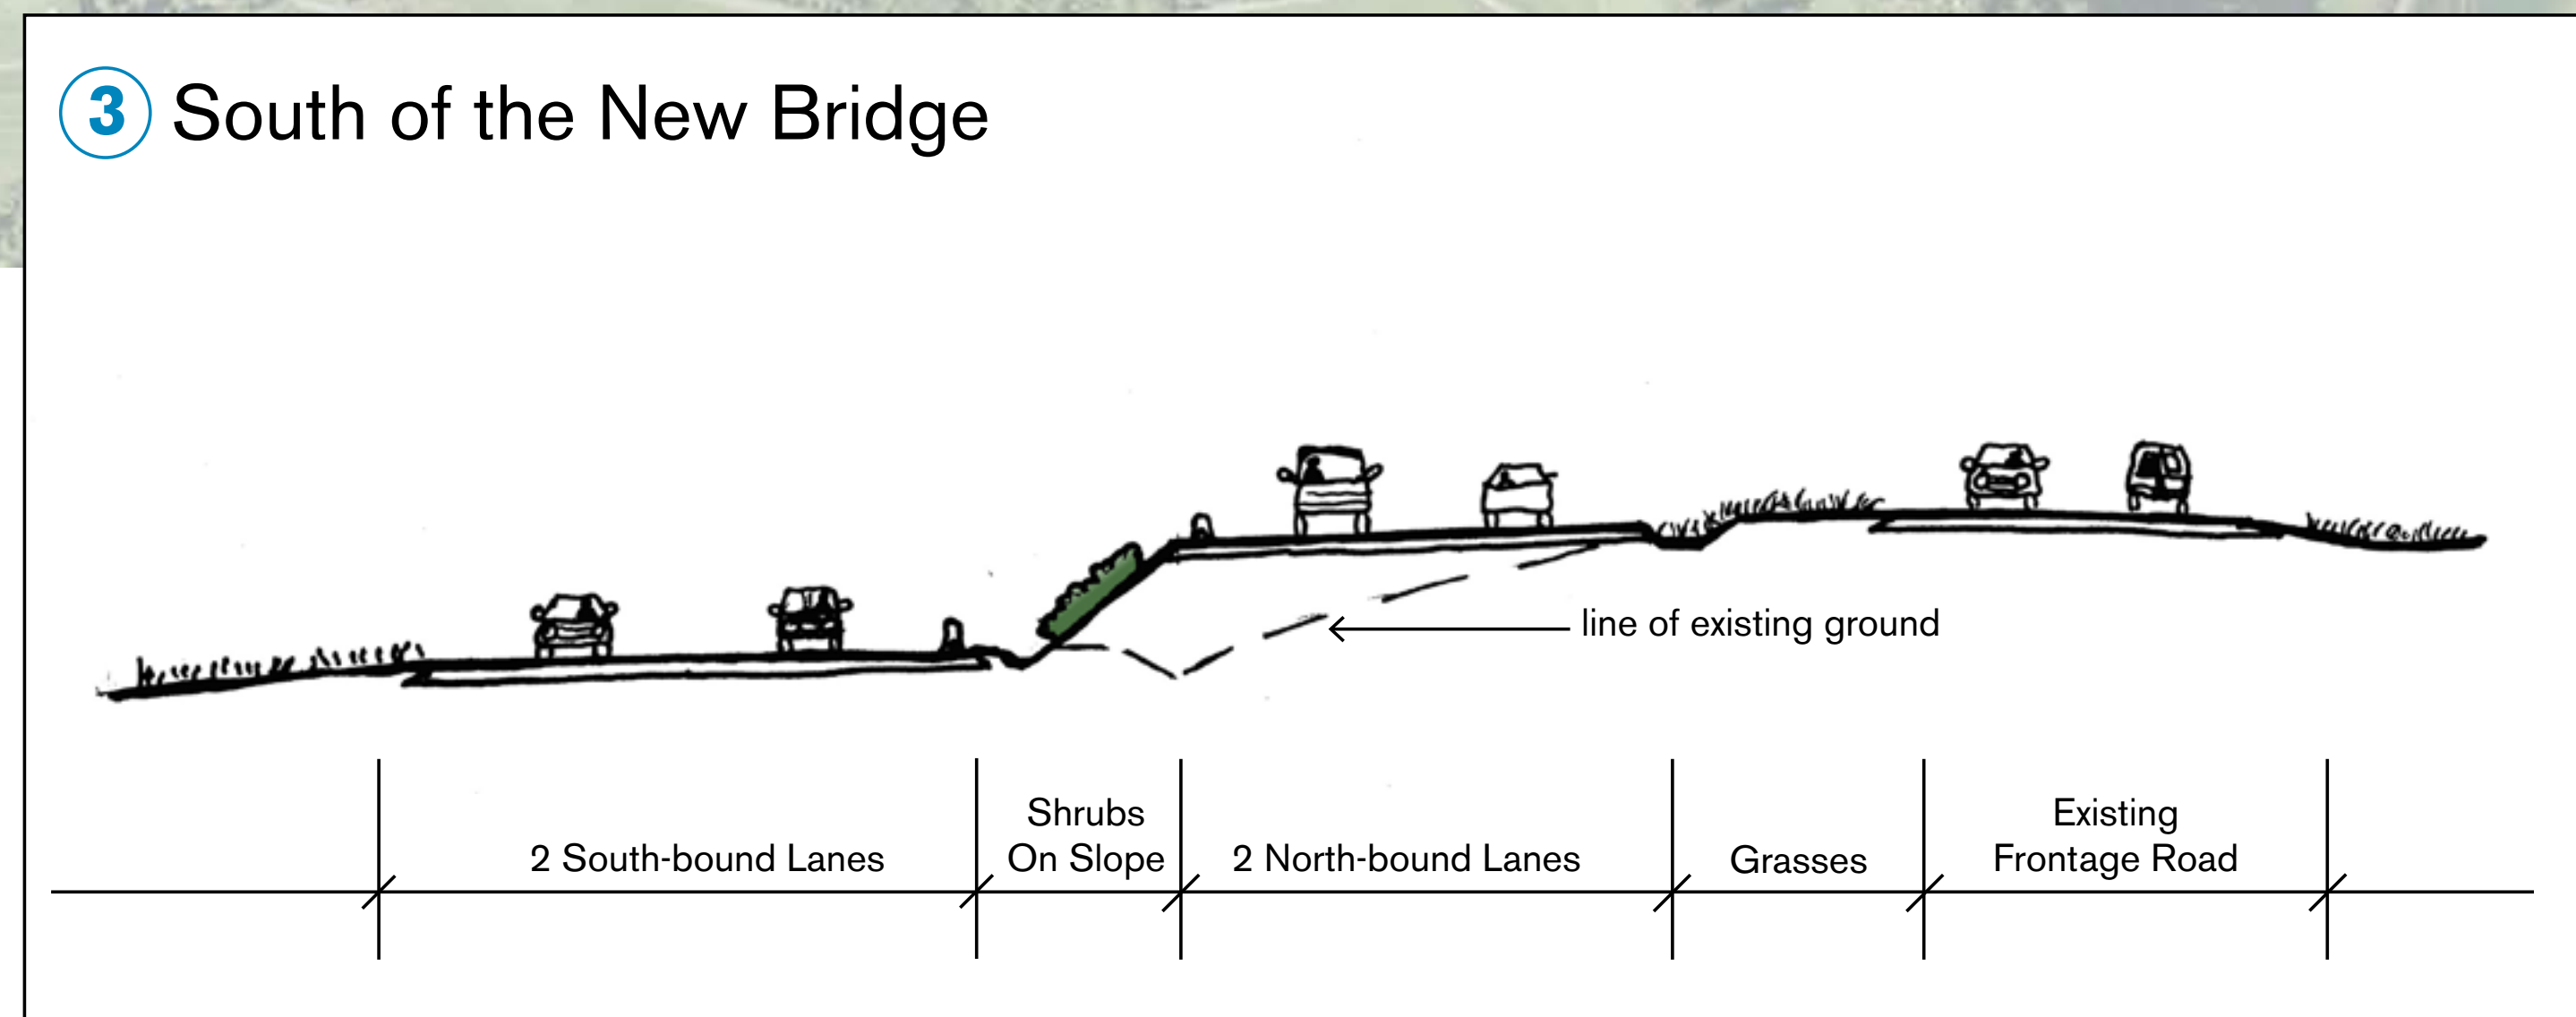 3 South of the New Bridge
line of existing ground
2 South-bound Lanes
Shrubs
On Slope
2 North-bound Lanes
Grasses
Existing
Frontage Road